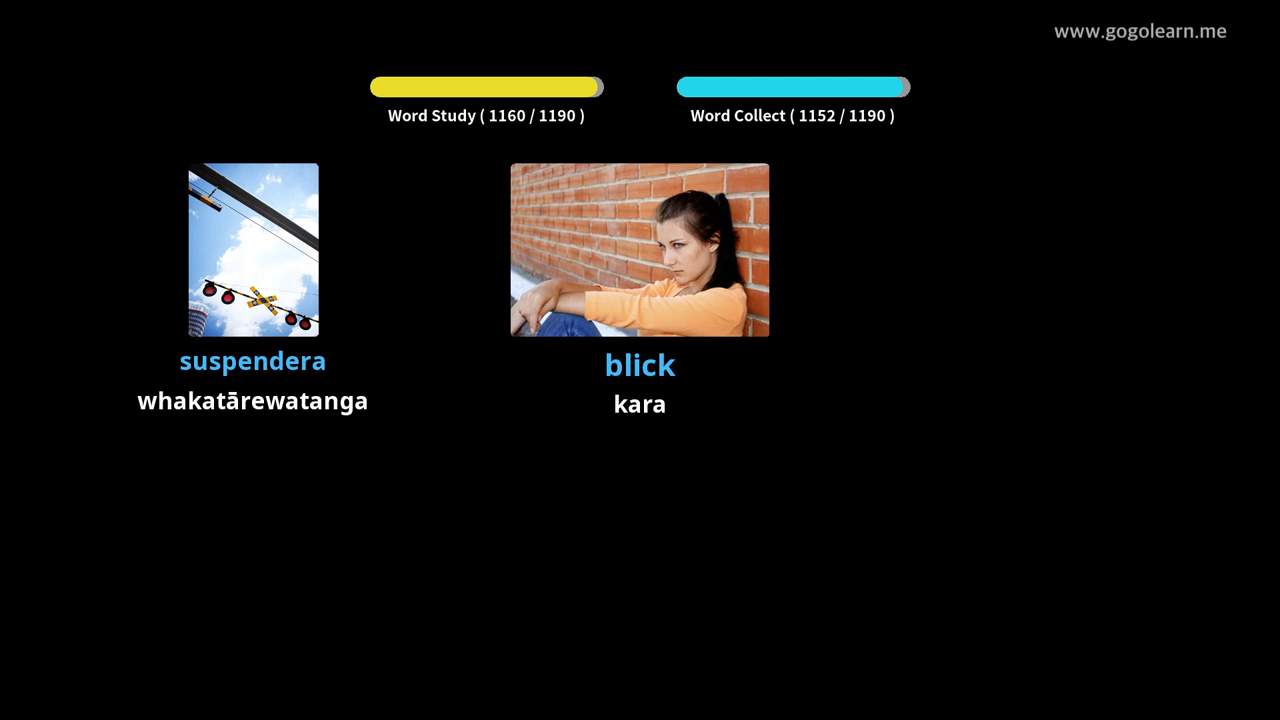 www.gogolearn.me
Word Study ( 1160 / 1190 )
Word Collect ( 1152 / 1190 )
suspendera
whakatārewatanga
blick
kara